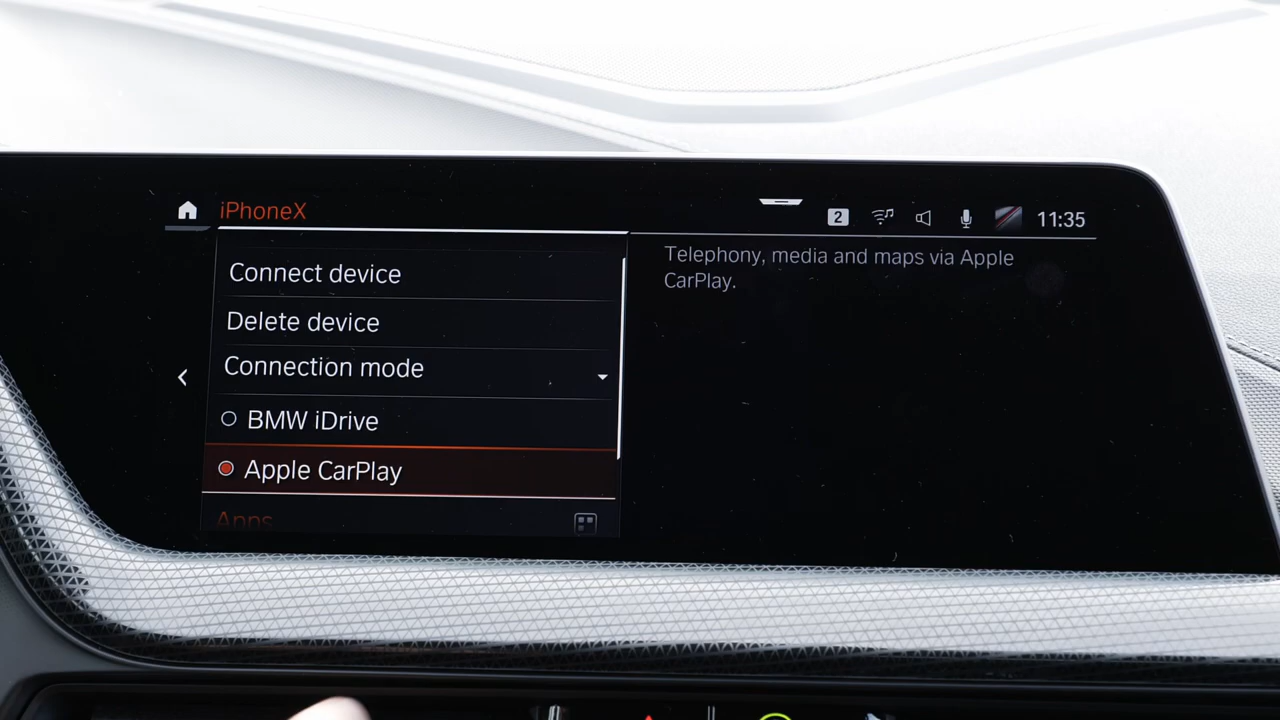 iPhoneX
2
11:35
Connect device
Delete device
Connection mode
BMW iDrive
Apple CarPlay
Apps
Telephony, media and maps via Apple
CarPlay.